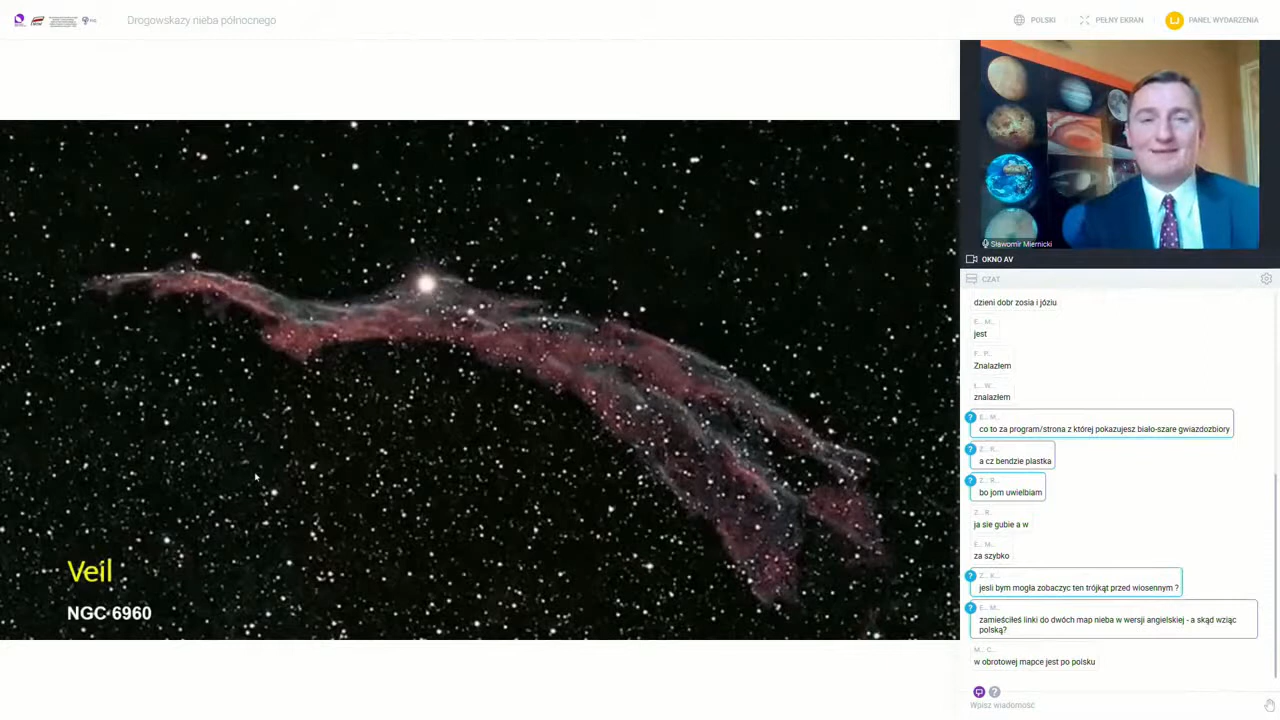 Drogowskazy nieba północnego
POLSKI
PEŁNY EKRAN
PANEL WYDARZENIA
Sławomir Miernicki
OKNO AV
CZAT
dzieni dobr zosia i józiu
E... M...
jest
F... P...
Znalazłem
Ł... W...
znalazłem
E... M...
co to za program/strona z której pokazujesz biało-szare gwiazdozbiory
a cz bendzie plastka
Z... R...
bo jom uwielbiam
Z... R...
ja sie gubie a w
E... M...
za szybko
Z... K...
jesli bym mogła zobaczyc ten trójkąt przed wiosennym ?
E... M...
zamieściłeś linki do dwóch map nieba w wersji angielskiej - a skąd wziąc
polską?
M... C...
w obrotowej mapce jest po polsku
Wpisz wiadomość
Veil
NGC 6960